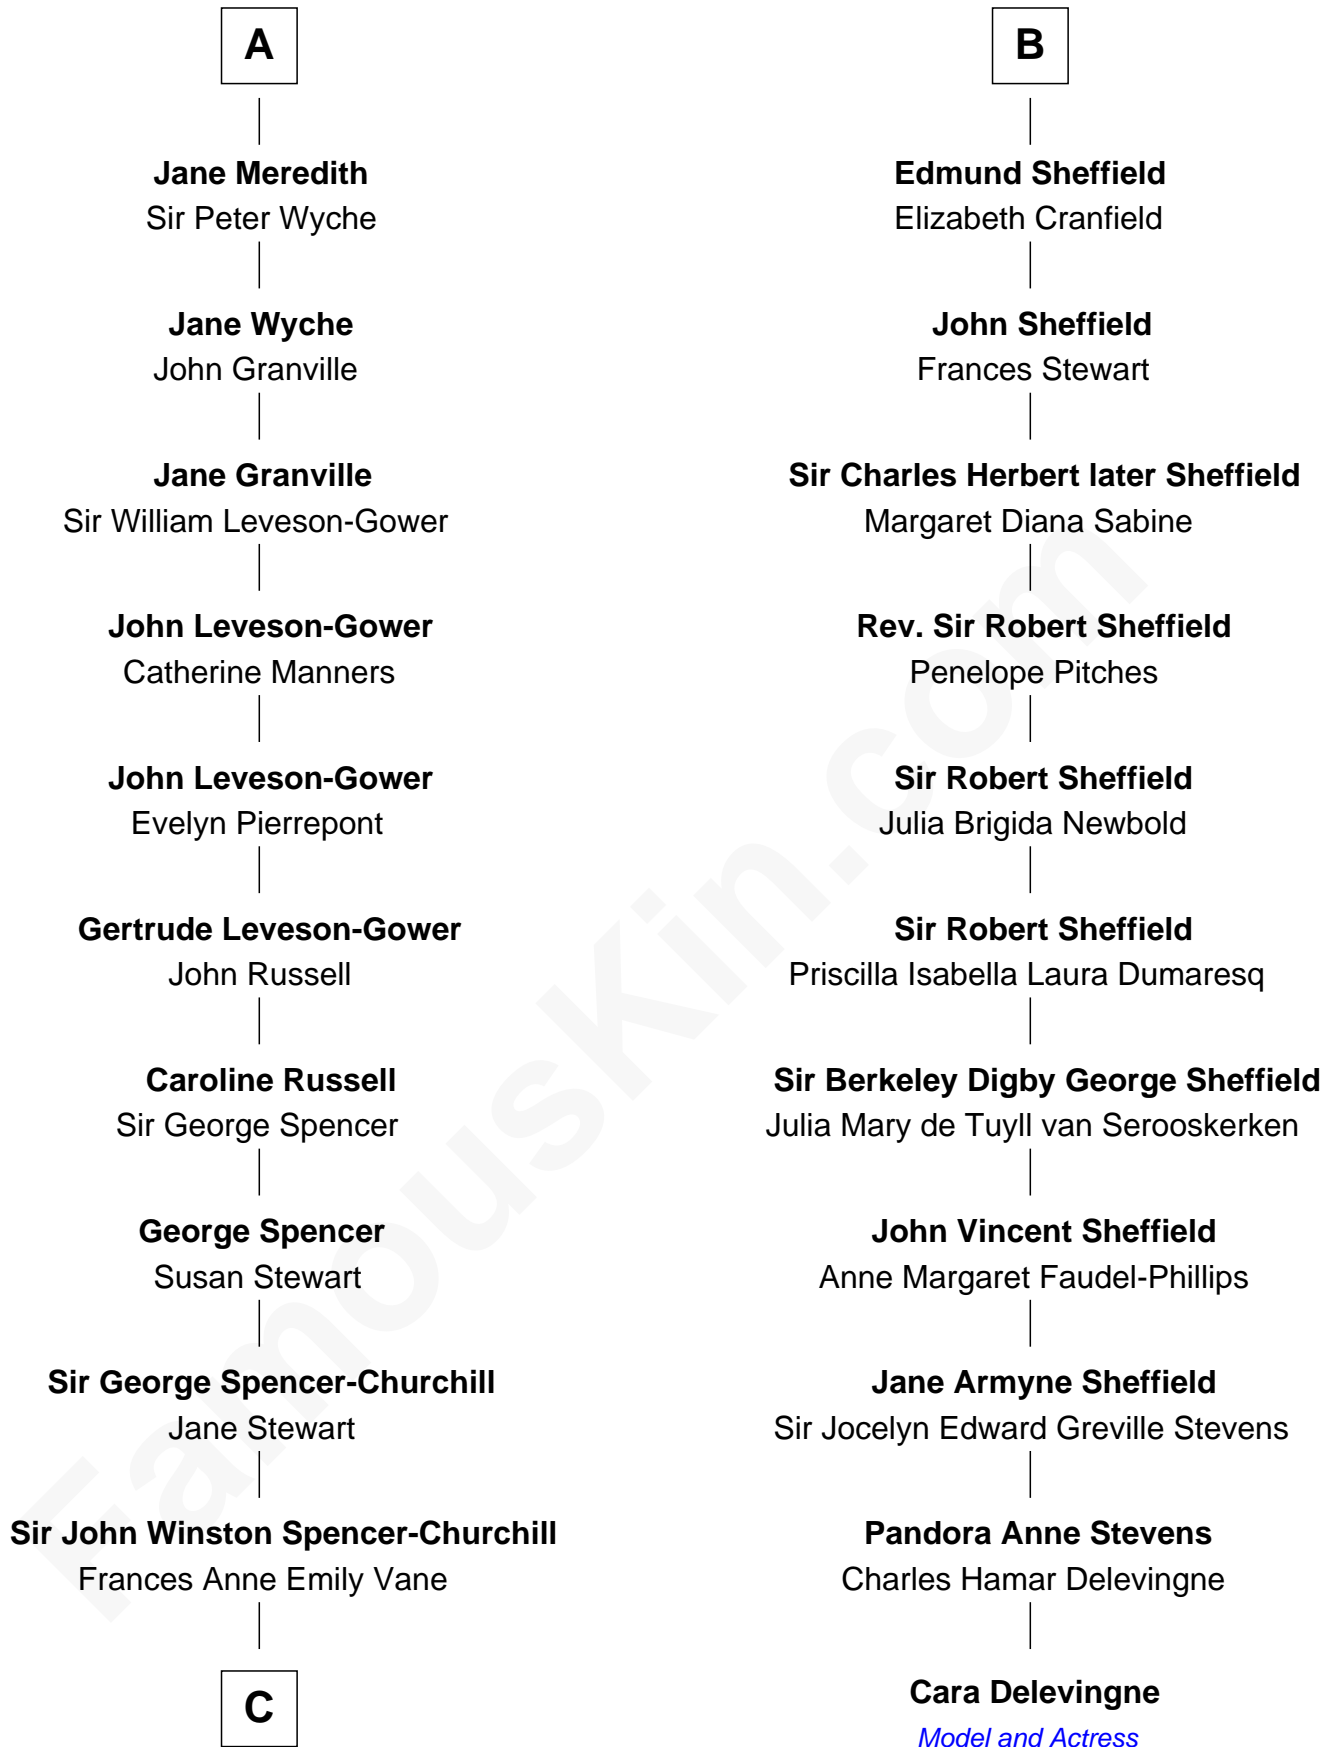 A
Jane Meredith
Sir Peter Wyche
Jane Wyche
John Granville
Jane Granville
Sir William Leveson-Gower
John Leveson-Gower
Catherine Manners
John Leveson-Gower
Evelyn Pierrepont
Gertrude Leveson-Gower
John Russell
Caroline Russell
Sir George Spencer
George Spencer
Susan Stewart
Sir George Spencer-Churchill
Jane Stewart
Sir John Winston Spencer-Churchill
Frances Anne Emily Vane
C
B
Edmund Sheffield
Elizabeth Cranfield
John Sheffield
Frances Stewart
Sir Charles Herbert later Sheffield
Margaret Diana Sabine
Rev. Sir Robert Sheffield
Penelope Pitches
Sir Robert Sheffield
Julia Brigida Newbold
Sir Robert Sheffield
Priscilla Isabella Laura Dumaresq
Sir Berkeley Digby George Sheffield
Julia Mary de Tuyll van Serooskerken
John Vincent Sheffield
Anne Margaret Faudel-Phillips
Jane Armyne Sheffield
Sir Jocelyn Edward Greville Stevens
Pandora Anne Stevens
Charles Hamar Delevingne
Cara Delevingne
Model and Actress
FamousKin.com